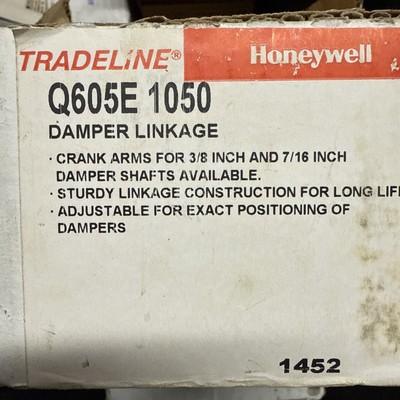 TRADELINE® Honeywell
Q605E 1050
DAMPER LINKAGE
· CRANK ARMS FOR 3/8 INCH AND 7/16 INCH
DAMPER SHAFTS AVAILABLE.
· STURDY LINKAGE CONSTRUCTION FOR LONG LIFE
· ADJUSTABLE FOR EXACT POSITIONING OF
DAMPERS
1452